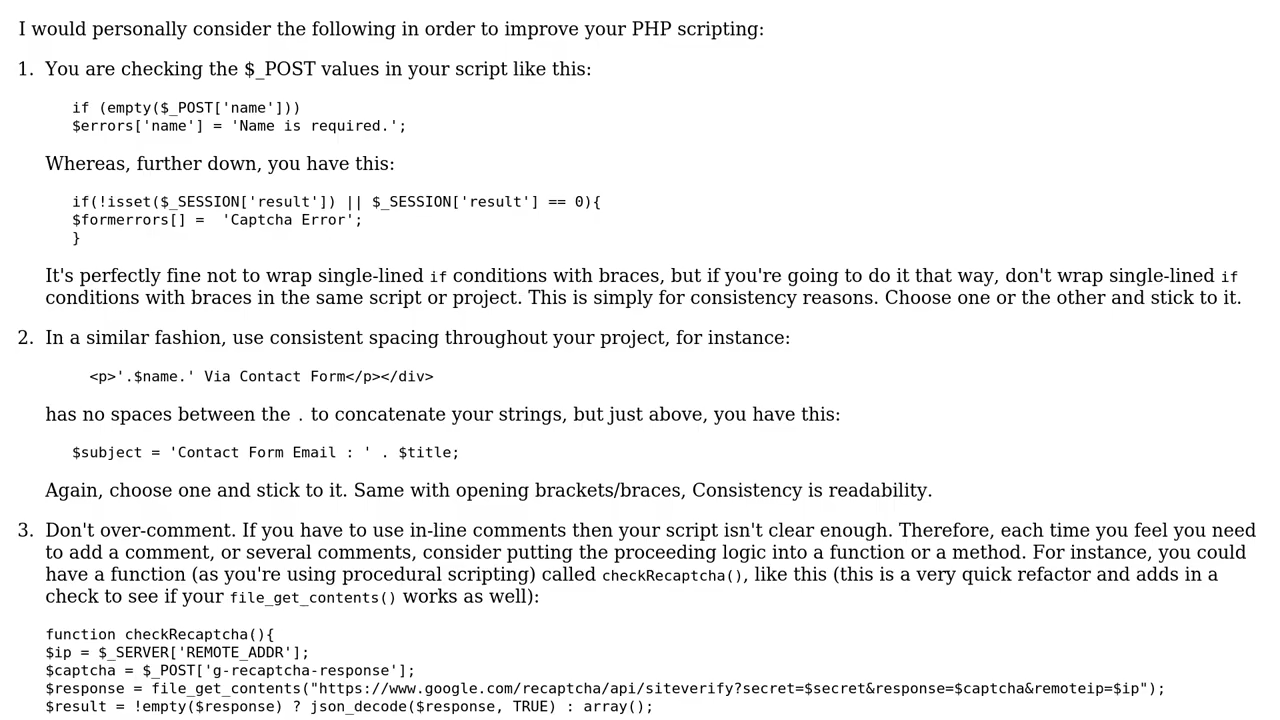 I would personally consider the following in order to improve your PHP scripting:
1. You are checking the $_POST values in your script like this:
if (empty($_POST['name']))
$errors['name'] = 'Name is required.';
Whereas, further down, you have this:
if(!isset($_SESSION['result']) || $_SESSION['result'] == 0){
$formerrors[] =  'Captcha Error';
}
It's perfectly fine not to wrap single-lined if conditions with braces, but if you're going to do it that way, don't wrap single-lined if
conditions with braces in the same script or project. This is simply for consistency reasons. Choose one or the other and stick to it.
2. In a similar fashion, use consistent spacing throughout your project, for instance:
<p>'.$name.' Via Contact Form</p></div>
has no spaces between the . to concatenate your strings, but just above, you have this:
$subject = 'Contact Form Email : ' . $title;
Again, choose one and stick to it. Same with opening brackets/braces, Consistency is readability.
3. Don't over-comment. If you have to use in-line comments then your script isn't clear enough. Therefore, each time you feel you need
to add a comment, or several comments, consider putting the proceeding logic into a function or a method. For instance, you could
have a function (as you're using procedural scripting) called checkRecaptcha(), like this (this is a very quick refactor and adds in a
check to see if your file_get_contents() works as well):
function checkRecaptcha(){
$ip = $_SERVER['REMOTE_ADDR'];
$captcha = $_POST['g-recaptcha-response'];
$response = file_get_contents("https://www.google.com/recaptcha/api/siteverify?secret=$secret&response=$captcha&remoteip=$ip");
$result = !empty($response) ? json_decode($response, TRUE) : array();